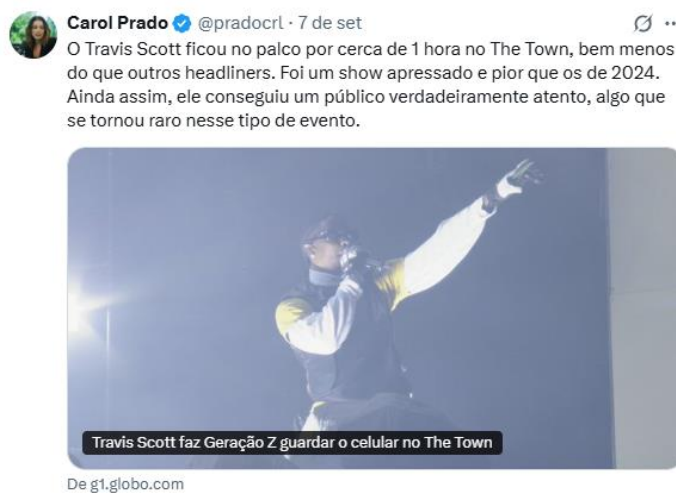 Carol Prado @pradocrl · 7 de set
O Travis Scott ficou no palco por cerca de 1 hora no The Town, bem menos
do que outros headliners. Foi um show apressado e pior que os de 2024.
Ainda assim, ele conseguiu um público verdadeiramente atento, algo que
se tornou raro nesse tipo de evento.
Travis Scott faz Geração Z guardar o celular no The Town
De g1.globo.com